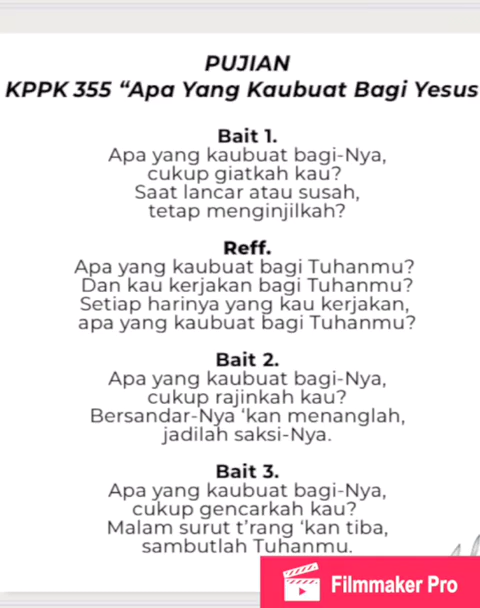 PUJIAN
KPPK 355 “Apa Yang Kaubuat Bagi Yesus
Bait 1.
Apa yang kaubuat bagi-Nya,
cukup giatkah kau?
Saat lancar atau susah,
tetap menginjilkah?
Reff.
Apa yang kaubuat bagi Tuhanmu?
Dan kau kerjakan bagi Tuhanmu?
Setiap harinya yang kau kerjakan,
apa yang kaubuat bagi Tuhanmu?
Bait 2.
Apa yang kaubuat bagi-Nya,
cukup rajinkah kau?
Bersandar-Nya ‘kan menanglah,
jadilah saksi-Nya.
Bait 3.
Apa yang kaubuat bagi-Nya,
cukup gencarkah kau?
Malam surut t’rang ‘kan tiba,
sambutlah Tuhanmu.
Filmmaker Pro